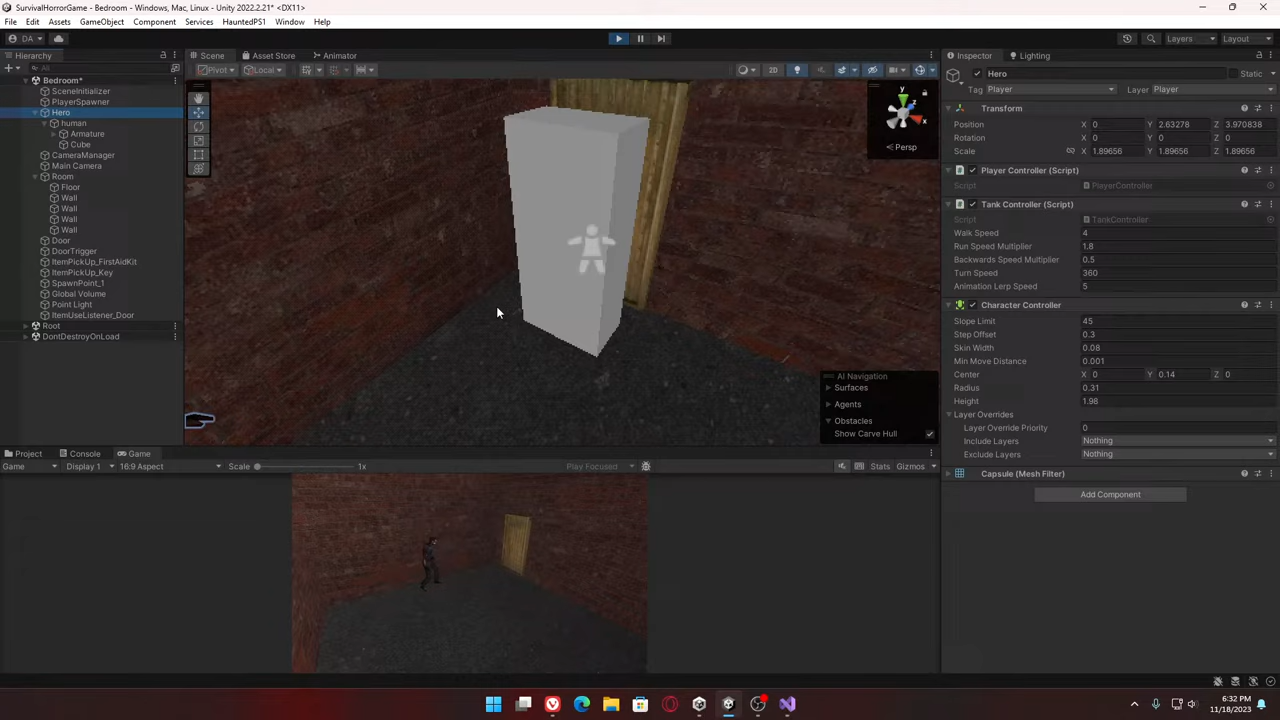 SurvivalHorrorGame - Bedroom - Windows, Mac, Linux - Unity 2022.2.21* <DX11>
File Edit Assets GameObject Component Services HauntedPS1 Window Help
DA Layers Layout
Hierarchy Scene Asset Store Animator Inspector Lighting
All Pivot Local 2D Hero Static
Bedroom* Tag Player Layer Player
SceneInitializer
PlayerSpawner Transform
Hero Position X 0 Y 2.63278 Z 3.970838
human Rotation X 0 Y 0 Z 0
Armature Scale X 1.89656 Y 1.89656 Z 1.89656
Cube y x Persp
CameraManager
Main Camera Player Controller (Script)
Room Script PlayerController
Floor
Wall Tank Controller (Script)
Wall Script TankController
Wall Walk Speed 4
Wall Run Speed Multiplier 1.8
Door Backwards Speed Multiplier 0.5
DoorTrigger Turn Speed 360
ItemPickUp_FirstAidKit Animation Lerp Speed 5
ItemPickUp_Key
SpawnPoint_1
Global Volume Character Controller
Point Light Slope Limit 45
ItemUseListener_Door Step Offset 0.3
Root Skin Width 0.08
DontDestroyOnLoad Min Move Distance 0.001
Center X 0 Y 0.14 Z 0
AI Navigation Radius 0.31
Surfaces Height 1.98
Agents Layer Overrides
Obstacles Layer Override Priority 0
Show Carve Hull Include Layers Nothing
Exclude Layers Nothing
Project Console Game Capsule (Mesh Filter)
Game Display 1 16:9 Aspect Scale 1x Play Focused Stats Gizmos
Add Component
6:32 PM
11/18/2023